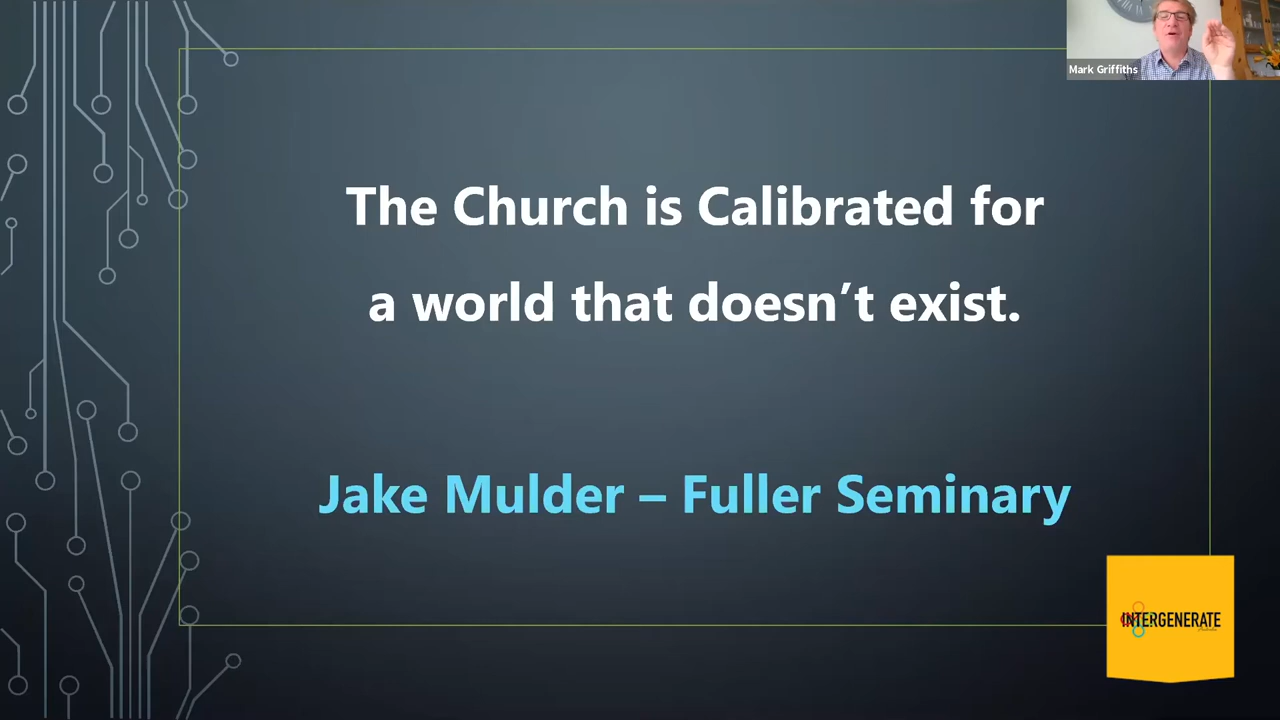 Mark Griffiths
The Church is Calibrated for
a world that doesn’t exist.
Jake Mulder – Fuller Seminary
INTERGENERATE